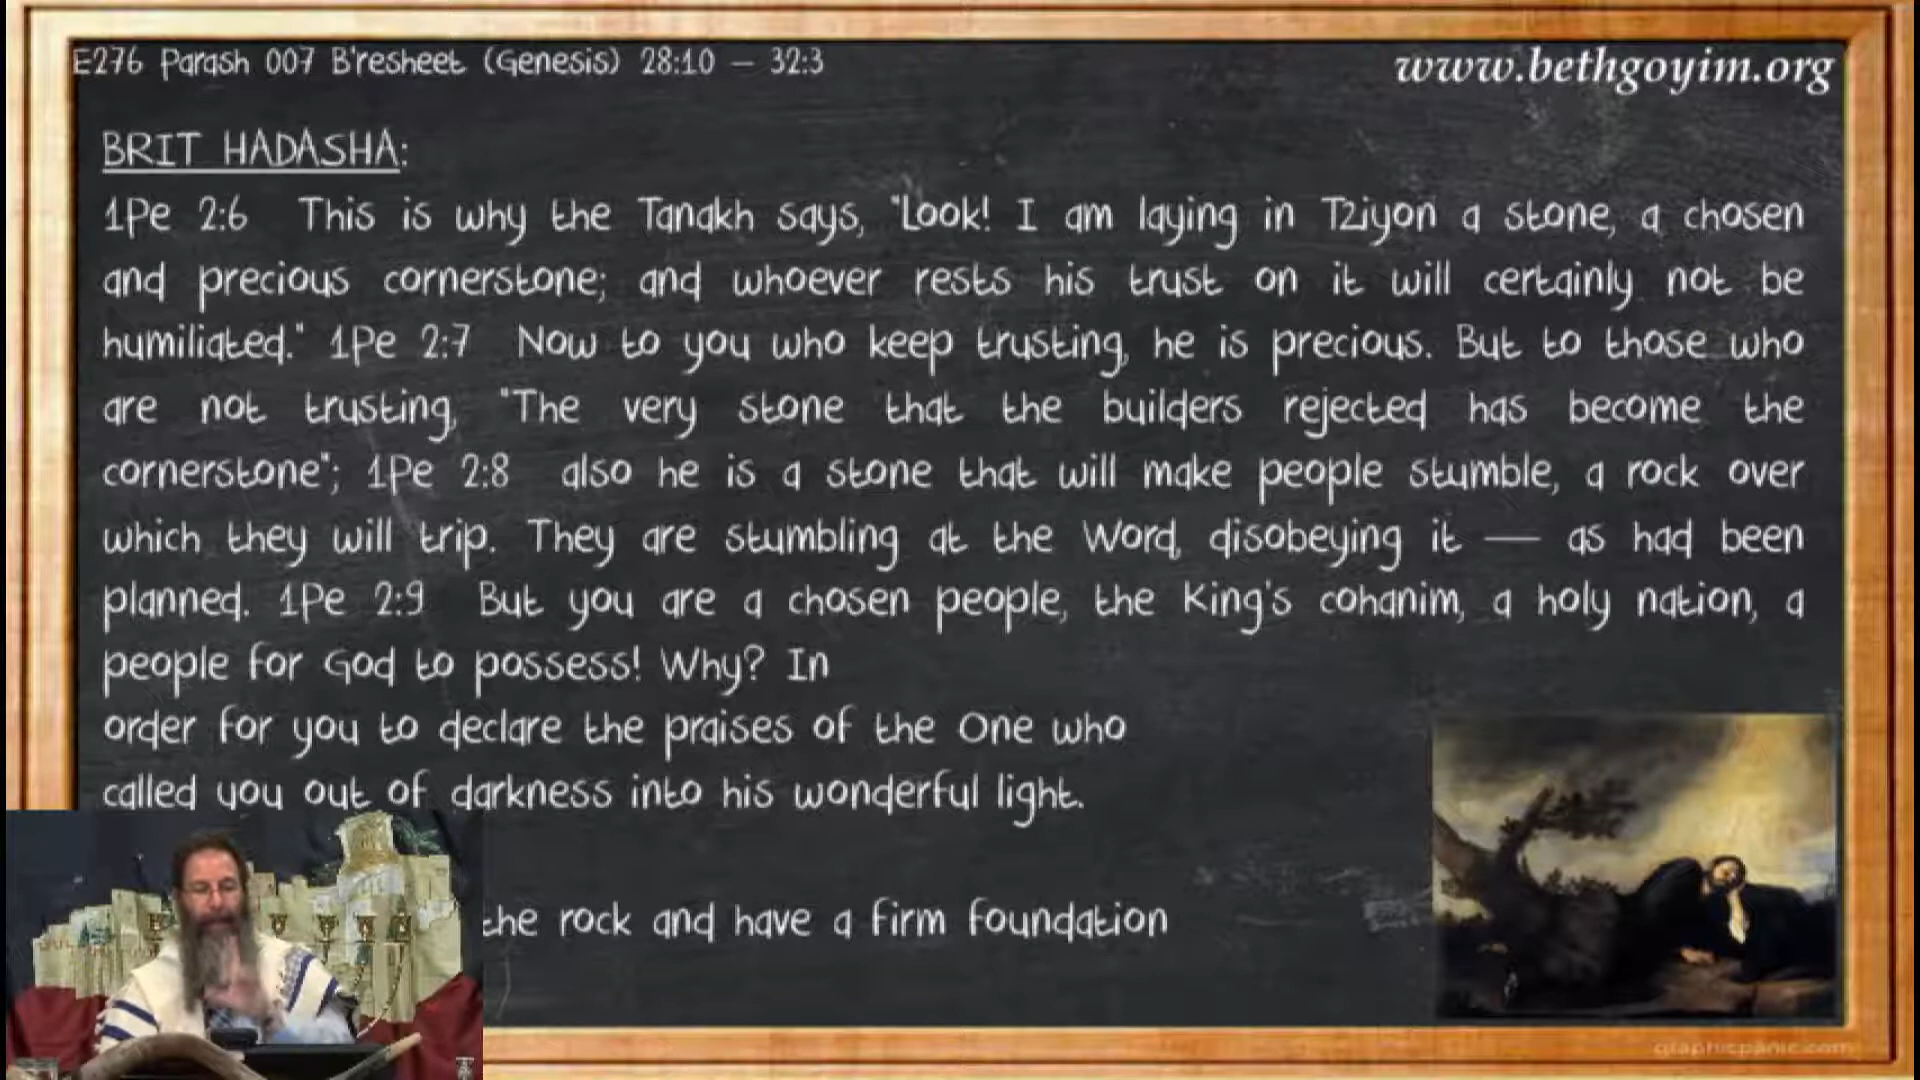 E276 Parash 007 B'resheet (Genesis) 28:10 – 32:3
www.bethgoyim.org
BRIT HADASHA:
1Pe 2:6 This is why the Tanakh says, "Look! I am laying in Tziyon a stone, a chosen
and precious cornerstone; and whoever rests his trust on it will certainly not be
humiliated." 1Pe 2:7 Now to you who keep trusting, he is precious. But to those who
are not trusting, "The very stone that the builders rejected has become the
cornerstone"; 1Pe 2:8 also he is a stone that will make people stumble, a rock over
which they will trip. They are stumbling at the Word, disobeying it — as had been
planned. 1Pe 2:9 But you are a chosen people, the King's cohanim, a holy nation, a
people for God to possess! Why? In
order for you to declare the praises of the One who
called you out of darkness into his wonderful light.
the rock and have a firm foundation
graphicpanic.com